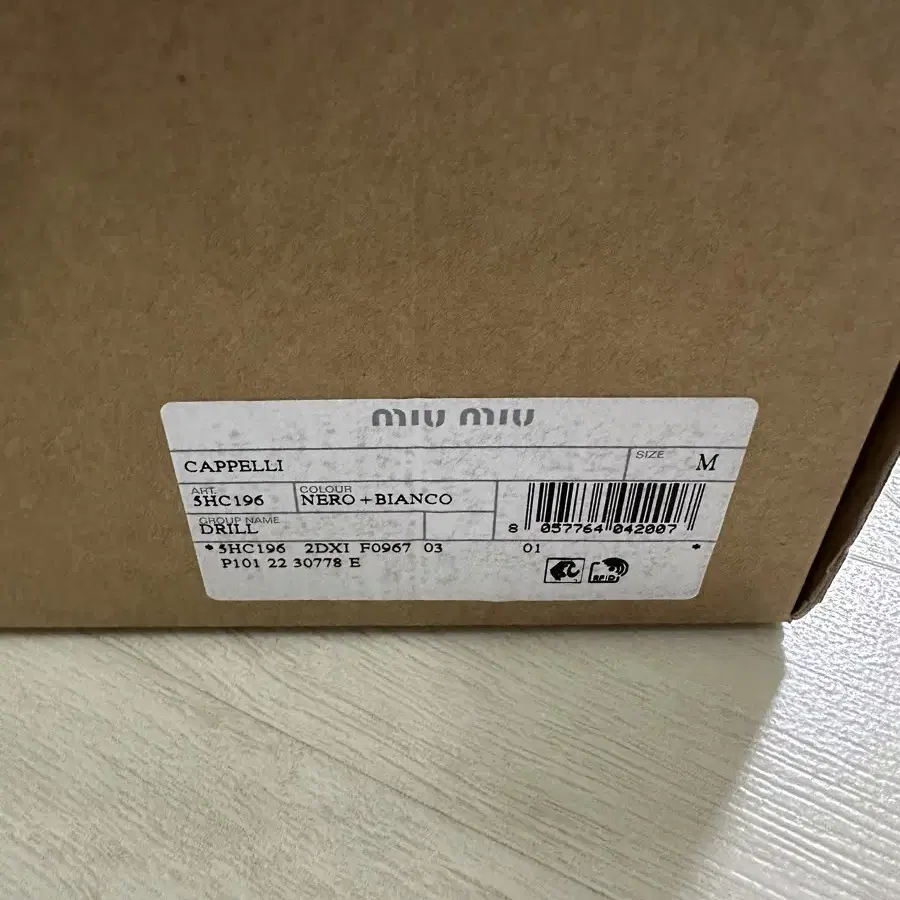 miu miu
CAPPELLI
SIZE M
ART.
5HC196
COLOUR
NERO + BIANCO
GROUP NAME
DRILL
8 057764 042007
* 5HC196 2DXI F0967 03 01 *
P101 22 30778 E
RFID